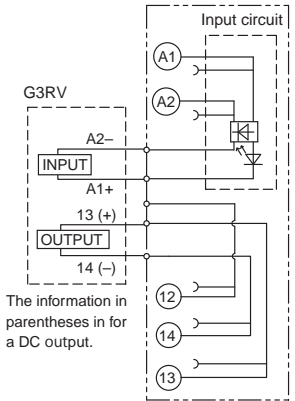 Input circuit
A1
G3RV
A2
A2–
INPUT
A1+
13 (+)
OUTPUT
14 (–)
The information in
parentheses in for
a DC output.
12
14
13